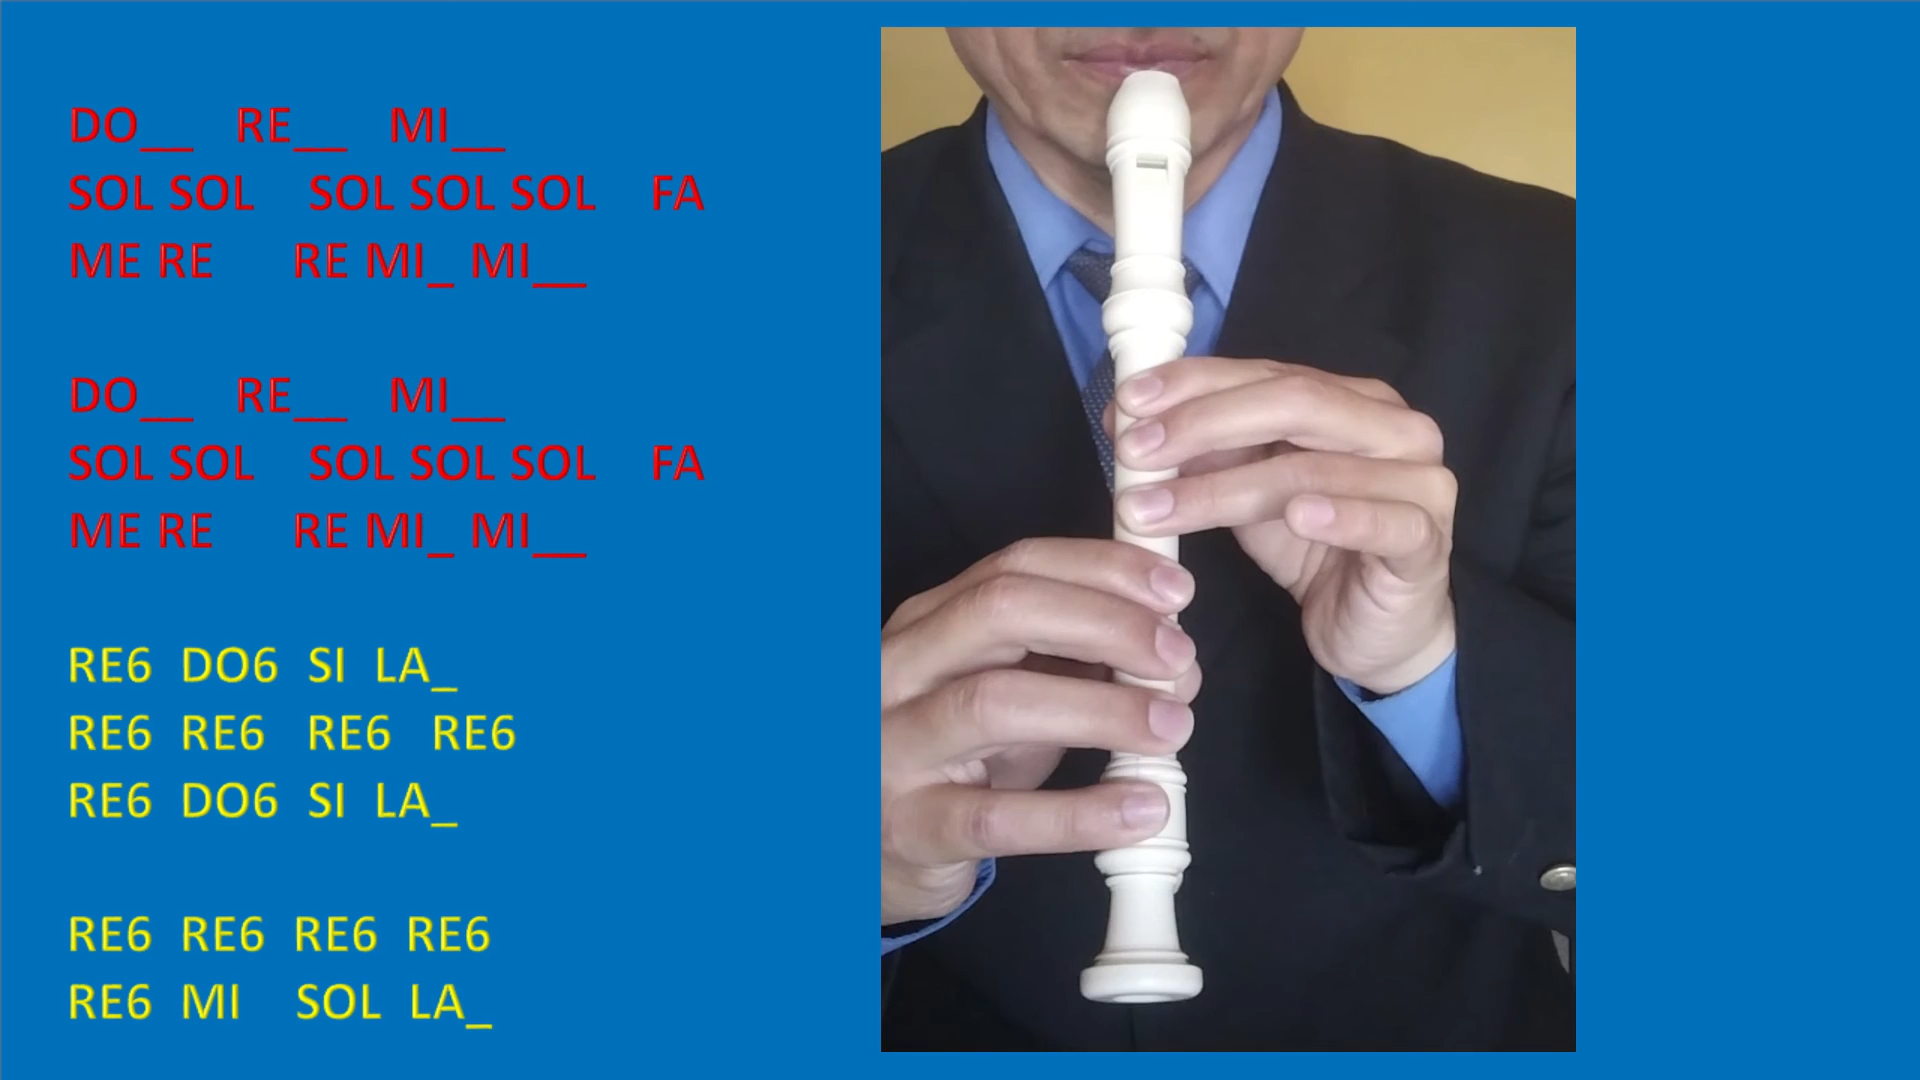 DO__ RE__ MI__
SOL SOL SOL SOL SOL FA
ME RE RE MI_ MI__
DO__ RE__ MI__
SOL SOL SOL SOL SOL FA
ME RE RE MI_ MI__
RE6 DO6 SI LA_
RE6 RE6 RE6 RE6
RE6 DO6 SI LA_
RE6 RE6 RE6 RE6
RE6 MI SOL LA_